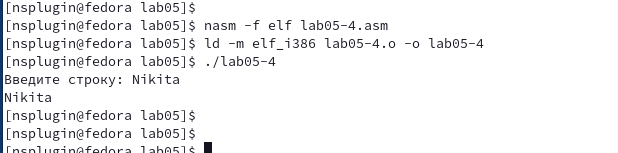 [nsplugin@fedora lab05]$
[nsplugin@fedora lab05]$ nasm -f elf lab05-4.asm
[nsplugin@fedora lab05]$ ld -m elf_i386 lab05-4.o -o lab05-4
[nsplugin@fedora lab05]$ ./lab05-4
Введите строку: Nikita
Nikita
[nsplugin@fedora lab05]$
[nsplugin@fedora lab05]$
[nsplugin@fedora lab05]$